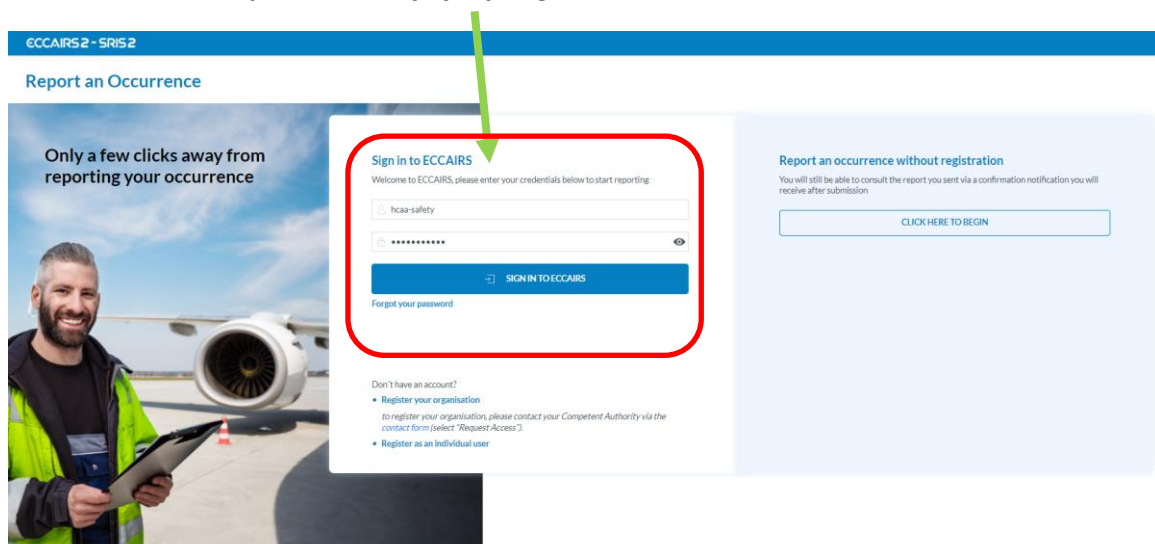 ECCAIRS2 - SRIS2
Report an Occurrence
Only a few clicks away from
reporting your occurrence
Sign in to ECCAIRS
Welcome to ECCAIRS, please enter your credentials below to start reporting
hcaa-safety
•••••••••••
SIGN IN TO ECCAIRS
Forgot your password
Don't have an account?
• Register your organisation
to register your organisation, please contact your Competent Authority via the
contact form (select "Request Access").
• Register as an individual user
Report an occurrence without registration
You will still be able to consult the report you sent via a confirmation notification you will
receive after submission
CLICK HERE TO BEGIN